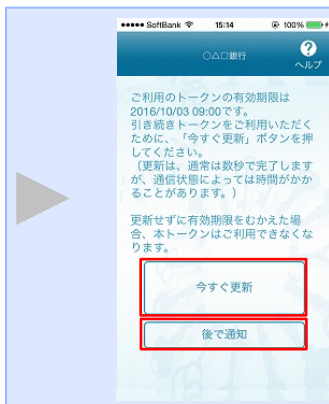 ●●●●● SoftBank 15:14 100%
○△□銀行
?
ヘルプ
ご利用のトークンの有効期限は
2016/10/03 09:00です。
引き続きトークンをご利用いただく
ために、「今すぐ更新」ボタンを押
してください。
（更新は、通常は数秒で完了します
が、通信状態によっては時間がかか
ることがあります。）
更新せずに有効期限をむかえた場
合、本トークンはご利用できなくな
ります。
今すぐ更新
後で通知